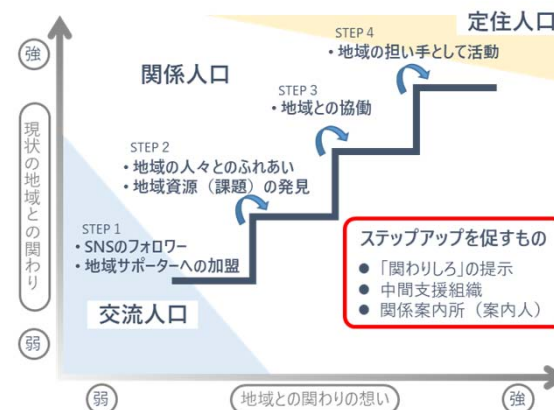 定住人口
強
STEP 4
・地域の担い手として活動
関係人口
STEP 3
・地域との協働
現状の地域との関わり
STEP 2
・地域の人々とのふれあい
・地域資源（課題）の発見
STEP 1
・SNSのフォロワー
・地域サポーターへの加盟
ステップアップを促すもの
● 「関わりしろ」の提示
● 中間支援組織
● 関係案内所（案内人）
交流人口
弱
弱
地域との関わりの想い
強